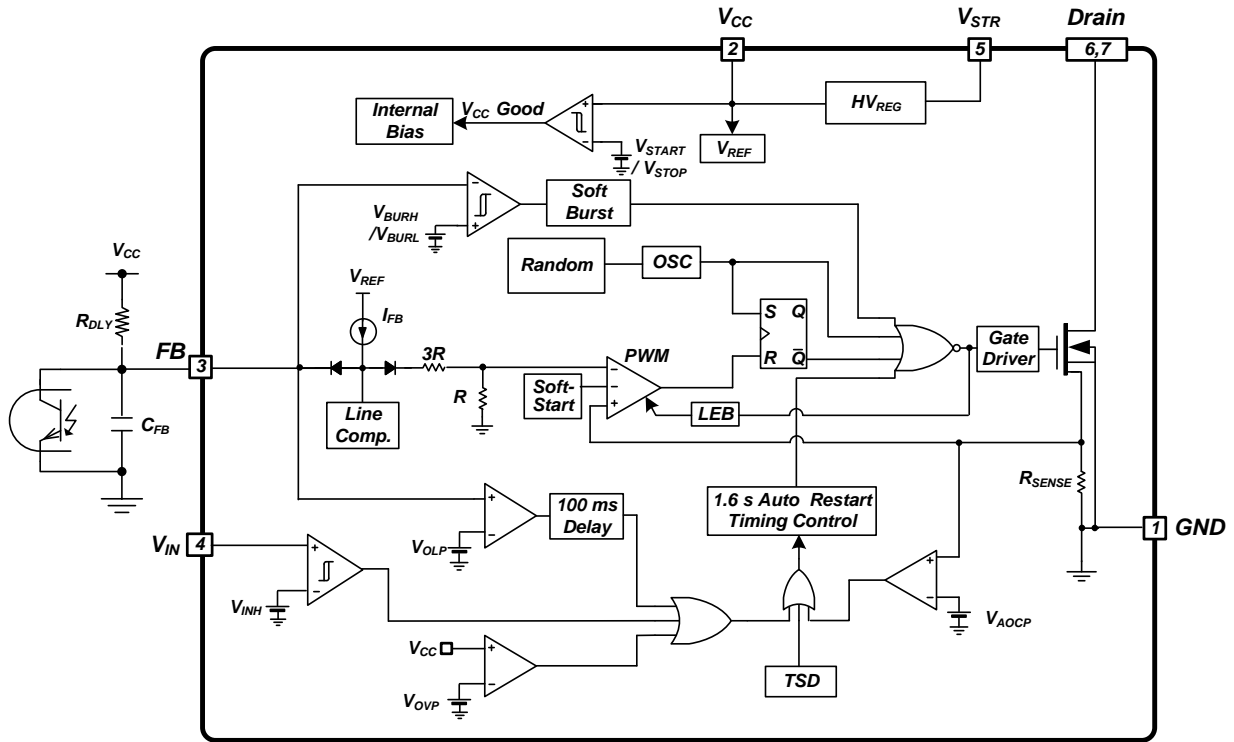 VCC
VSTR
Drain
2
5
6,7
Internal
Bias
VCC Good
+
−
VSTART
/ VSTOP
VREF
HVREG
−
+
VBURH
/VBURL
Soft
Burst
Random
OSC
VCC
RDLY
VREF
IFB
S Q
R Q̅
Gate
Driver
FB
3
3R
R
PWM
−
−
+
Soft-
Start
LEB
Line
Comp.
CFB
RSENSE
1.6 s Auto Restart
Timing Control
+
−
100 ms
Delay
VOLP
1
GND
VIN
4
+
−
VINH
+
−
VAOCP
VCC
+
−
VOVP
TSD